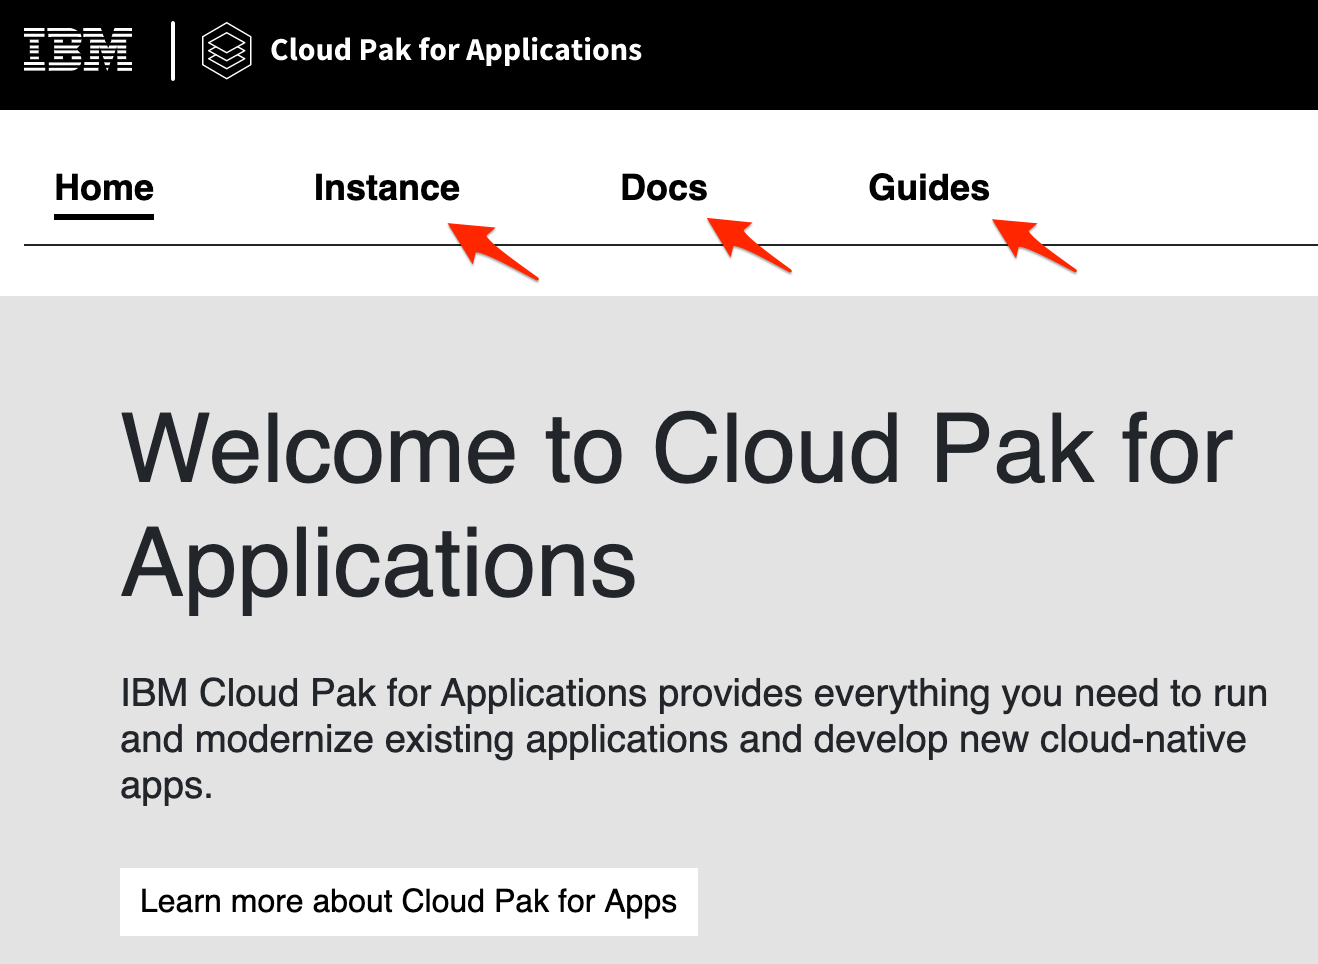 IBM Cloud Pak for Applications
Home Instance Docs Guides
Welcome to Cloud Pak for
Applications
IBM Cloud Pak for Applications provides everything you need to run
and modernize existing applications and develop new cloud-native
apps.
Learn more about Cloud Pak for Apps